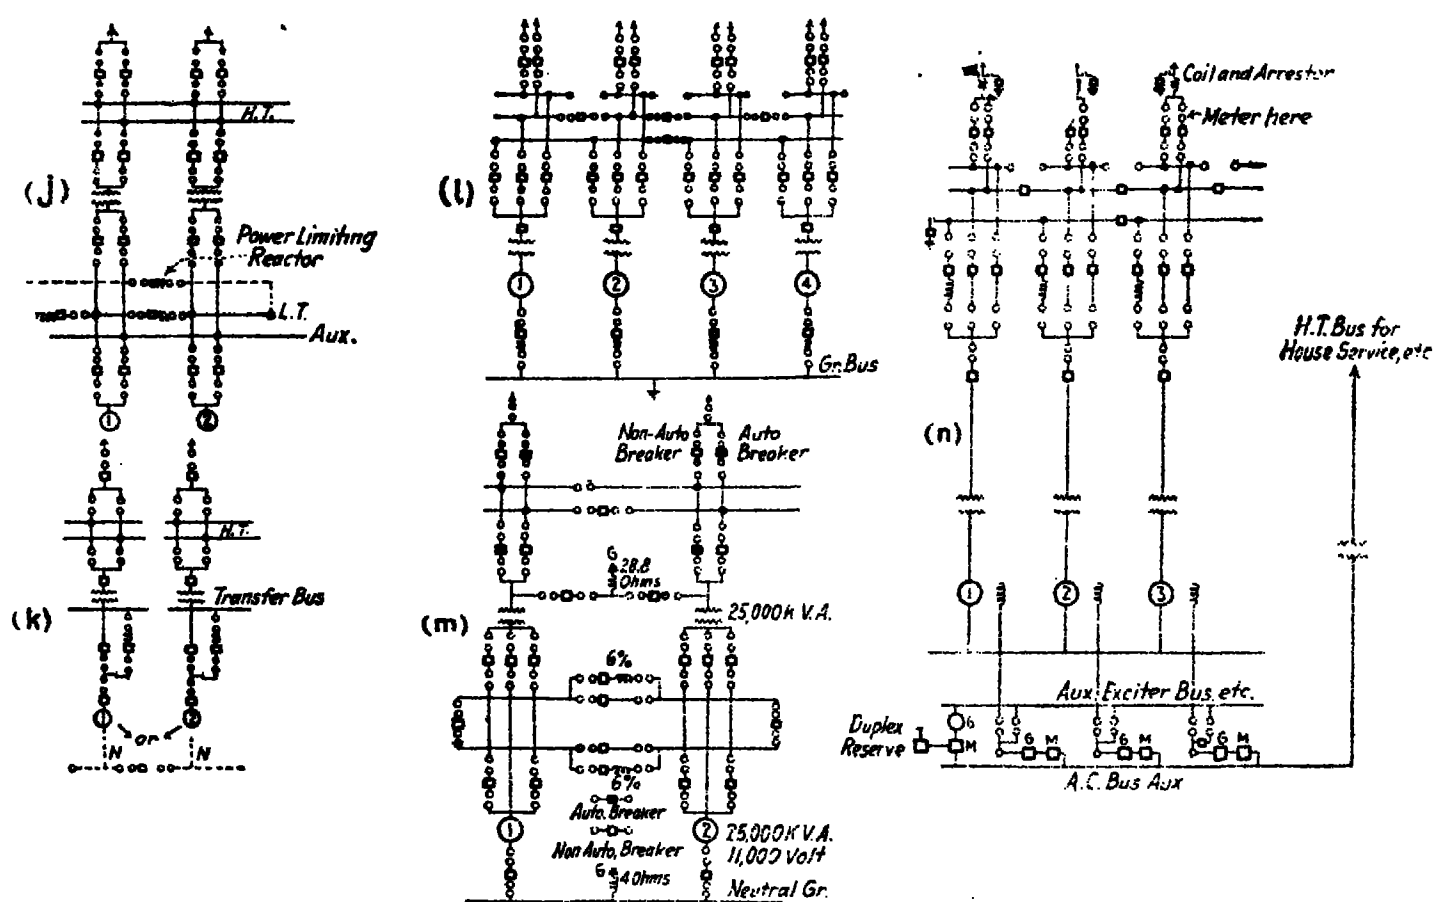 (j)
H.T.
Power Limiting
Reactor
L.T.
Aux.
1
2
(k)
H.T.
Transfer Bus
1
or
2
N
N
(l)
1
2
3
4
Gr. Bus
(m)
Non-Auto
Breaker
Auto
Breaker
G
28.8
Ohms
25,000 K.V.A.
6%
6%
Auto. Breaker
Non Auto. Breaker
1
2
25,000 K.V.A.
11,000 Volt
G
4 Ohms
Neutral Gr.
(n)
Coil and Arrester
Meter here
H.T. Bus for
House Service, etc
1
2
3
Aux. Exciter Bus, etc.
Duplex
Reserve
G
M
G M
G M
G M
A.C. Bus Aux